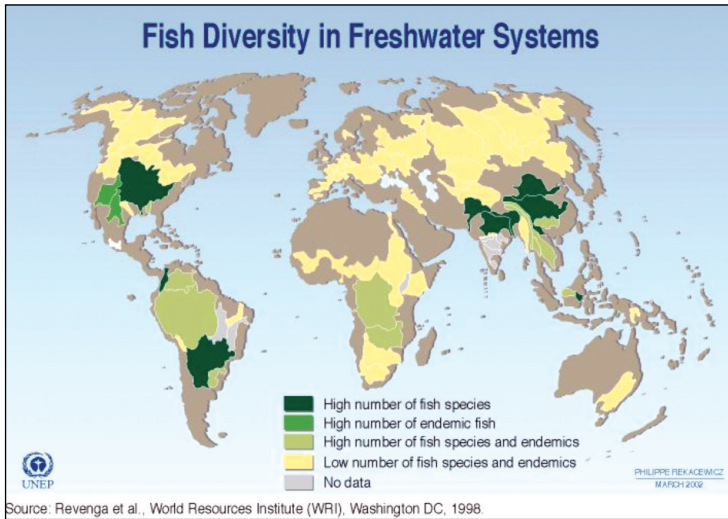 Fish Diversity in Freshwater Systems
High number of fish species
High number of endemic fish
High number of fish species and endemics
Low number of fish species and endemics
No data
UNEP
PHILIPPE REKACEWICZ
MARCH 2002
Source: Revenga et al., World Resources Institute (WRI), Washington DC, 1998.